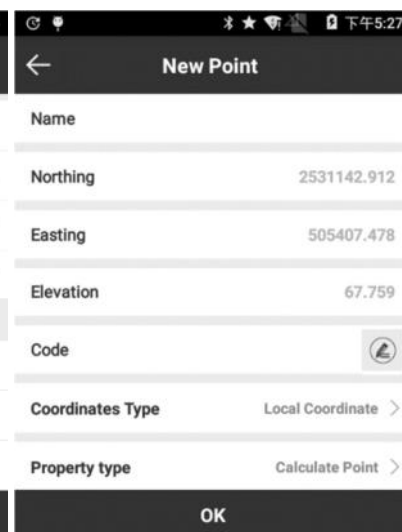 下午5:27
New Point
Name
Northing 2531142.912
Easting 505407.478
Elevation 67.759
Code
Coordinates Type Local Coordinate >
Property type Calculate Point >
OK